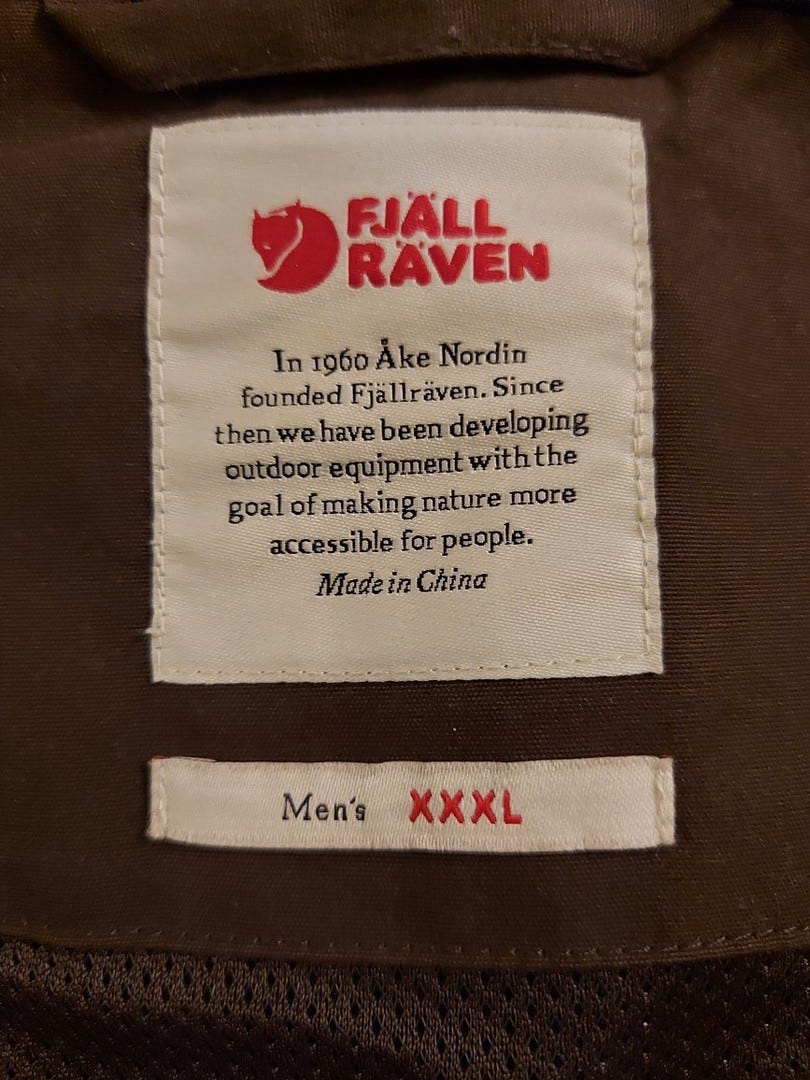 FJÄLL
RÄVEN
In 1960 Åke Nordin
founded Fjällräven. Since
then we have been developing
outdoor equipment with the
goal of making nature more
accessible for people.
Made in China
Men's XXXL